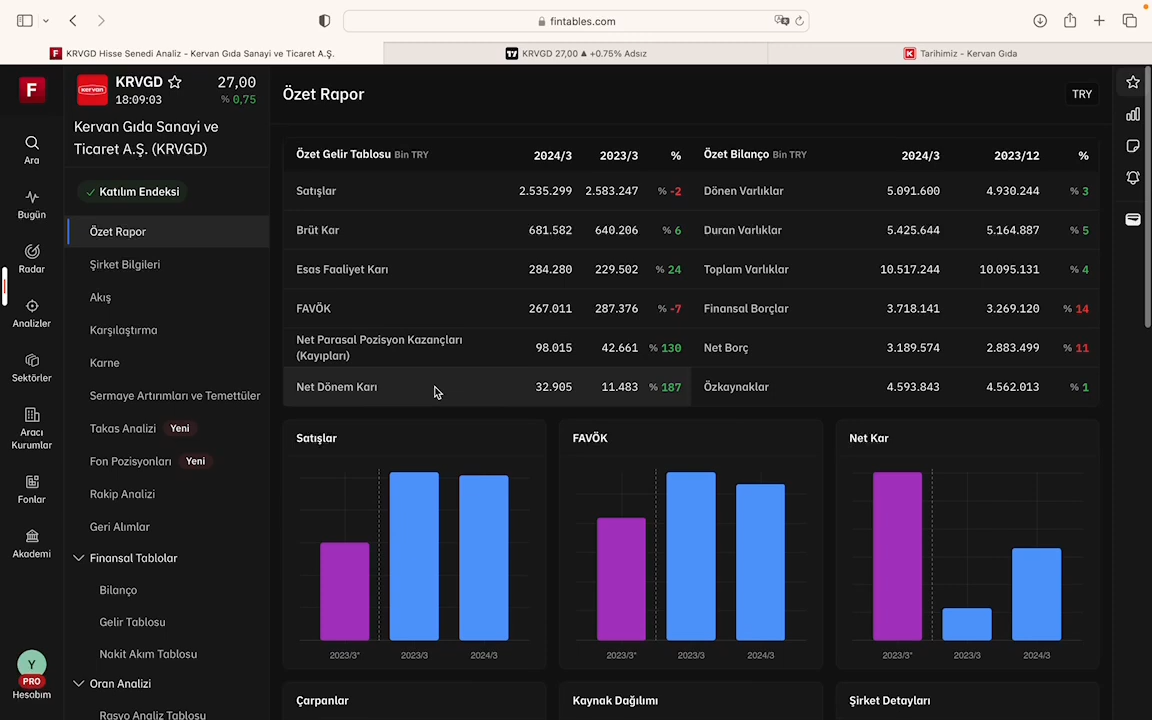 fintables.com
F KRVGD Hisse Senedi Analiz - Kervan Gıda Sanayi ve Ticaret A.Ş.
KRVGD 27,00 ▲ +0.75% Adsız
K Tarihimiz - Kervan Gıda
F
kervan
KRVGD 27,00
18:09:03 % 0,75
Kervan Gıda Sanayi ve
Ticaret A.Ş. (KRVGD)
Katılım Endeksi
Özet Rapor
Şirket Bilgileri
Akış
Karşılaştırma
Karne
Sermaye Artırımları ve Temettüler
Takas Analizi Yeni
Fon Pozisyonları Yeni
Rakip Analizi
Geri Alımlar
Finansal Tablolar
Bilanço
Gelir Tablosu
Nakit Akım Tablosu
Oran Analizi
Rasyo Analiz Tablosu
Ara
Bugün
Radar
Analizler
Sektörler
Aracı
Kurumlar
Fonlar
Akademi
Y
PRO
Hesabım
Özet Rapor
TRY
Özet Gelir Tablosu Bin TRY 2024/3 2023/3 %
Satışlar 2.535.299 2.583.247 % -2
Brüt Kar 681.582 640.206 % 6
Esas Faaliyet Karı 284.280 229.502 % 24
FAVÖK 267.011 287.376 % -7
Net Parasal Pozisyon Kazançları
(Kayıpları) 98.015 42.661 % 130
Net Dönem Karı 32.905 11.483 % 187
Özet Bilanço Bin TRY 2024/3 2023/12 %
Dönen Varlıklar 5.091.600 4.930.244 % 3
Duran Varlıklar 5.425.644 5.164.887 % 5
Toplam Varlıklar 10.517.244 10.095.131 % 4
Finansal Borçlar 3.718.141 3.269.120 % 14
Net Borç 3.189.574 2.883.499 % 11
Özkaynaklar 4.593.843 4.562.013 % 1
Satışlar
2023/3* 2023/3 2024/3
FAVÖK
2023/3* 2023/3 2024/3
Net Kar
2023/3* 2023/3 2024/3
Çarpanlar
Kaynak Dağılımı
Şirket Detayları